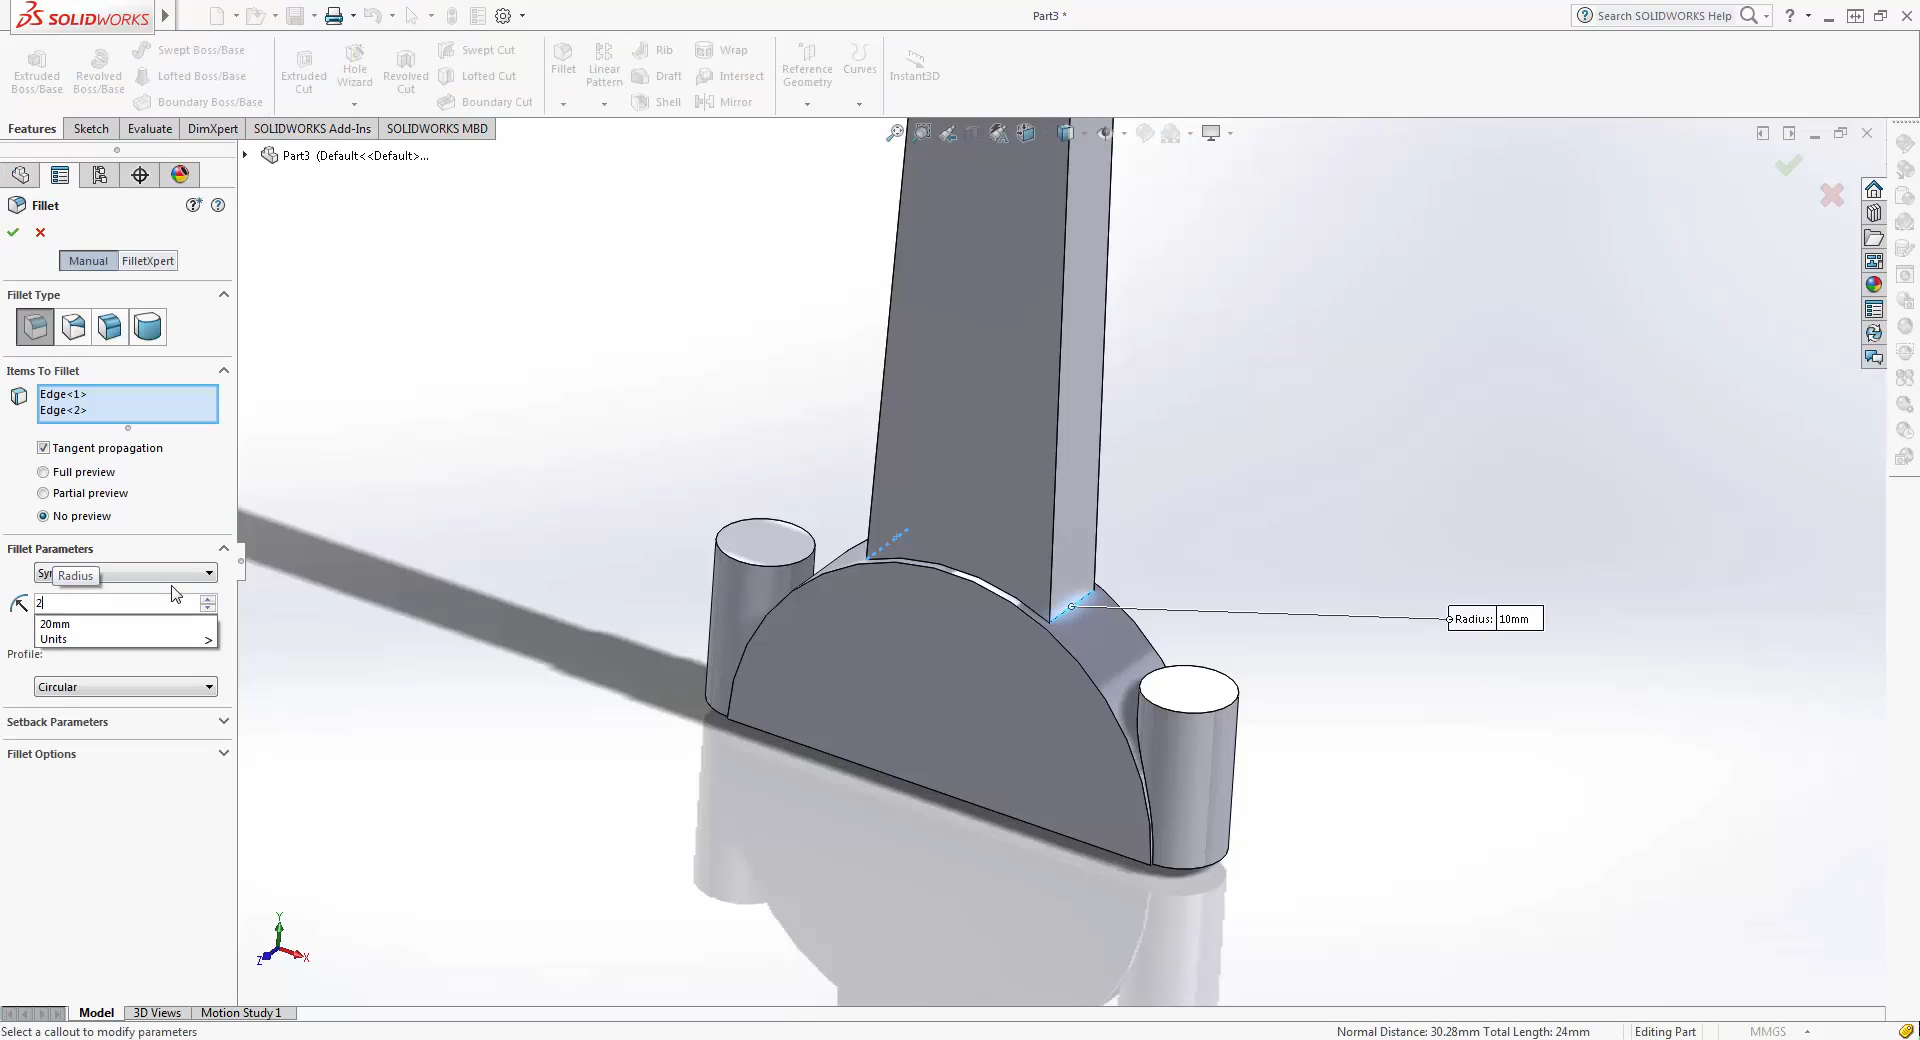 SOLIDWORKS
Part3 *
Search SOLIDWORKS Help
?
Extruded Boss/Base
Revolved Boss/Base
Swept Boss/Base
Lofted Boss/Base
Boundary Boss/Base
Extruded Cut
Hole Wizard
Revolved Cut
Swept Cut
Lofted Cut
Boundary Cut
Fillet
Linear Pattern
Rib
Draft
Shell
Wrap
Intersect
Mirror
Reference Geometry
Curves
Instant3D
Features
Sketch
Evaluate
DimXpert
SOLIDWORKS Add-Ins
SOLIDWORKS MBD
Part3 (Default<<Default>...
Fillet
Manual
FilletXpert
Fillet Type
Items To Fillet
Edge<1>
Edge<2>
Tangent propagation
Full preview
Partial preview
No preview
Fillet Parameters
Sy
Radius
2
20mm
Units >
Profile:
Circular
Setback Parameters
Fillet Options
Radius: 10mm
Y
Z
X
Model
3D Views
Motion Study 1
Select a callout to modify parameters
Normal Distance: 30.28mm Total Length: 24mm
Editing Part
MMGS